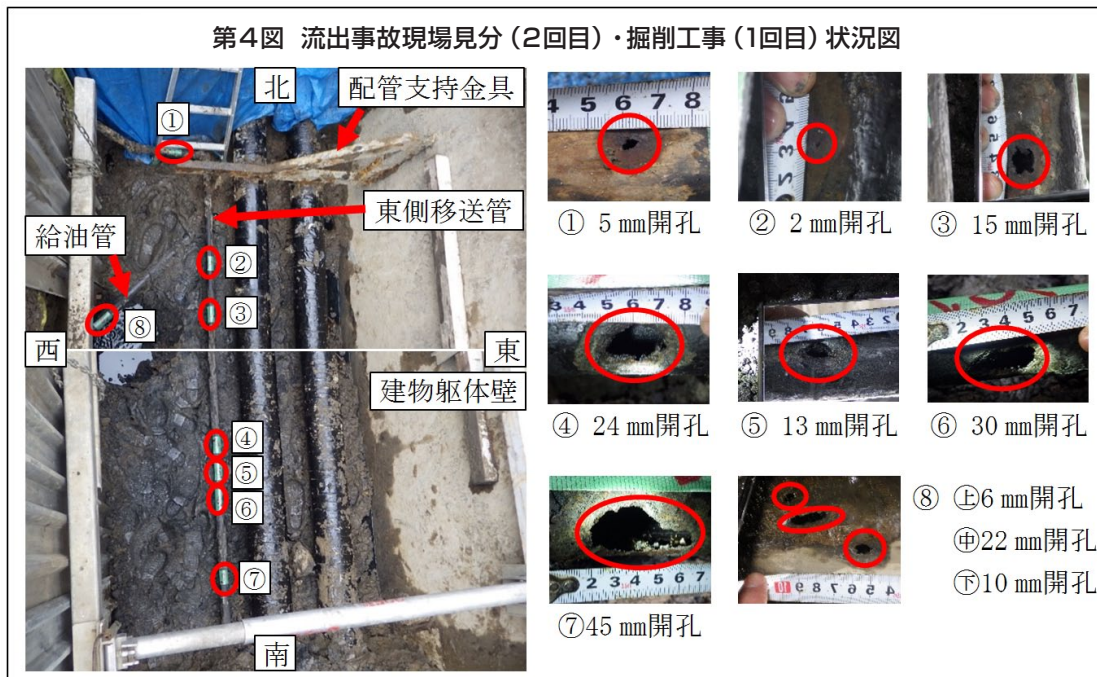 第4図 流出事故現場見分(2回目)・掘削工事(1回目)状況図
北
配管支持金具
①
東側移送管
給油管
②
③
⑧
西
東
建物躯体壁
④
⑤
⑥
⑦
南
4 5 6 7 8
① 5 mm開孔
② 2 mm開孔
③ 15 mm開孔
④ 24 mm開孔
⑤ 13 mm開孔
⑥ 30 mm開孔
⑦45 mm開孔
⑧ ㊤6 mm開孔
㊥22 mm開孔
㊦10 mm開孔